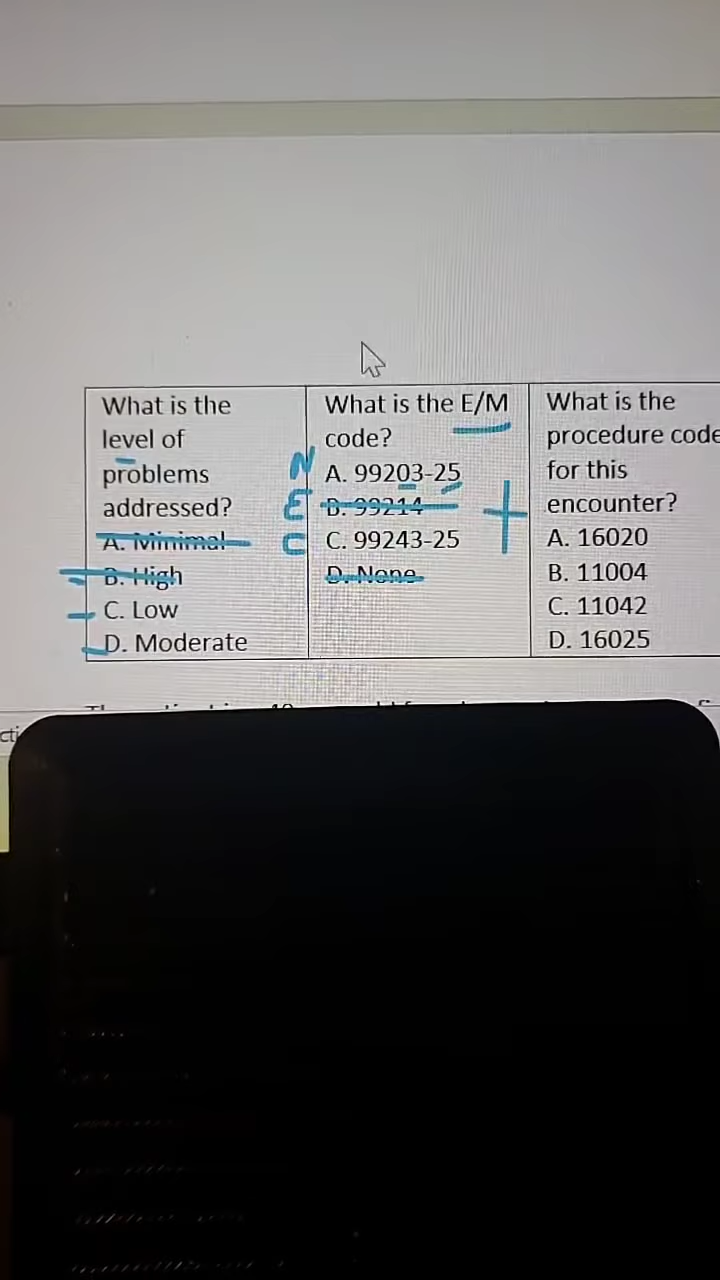 What is the
level of
problems
addressed?
A. Minimal
B. High
C. Low
D. Moderate
What is the E/M
code?
N A. 99203-25
E B. 99214
C C. 99243-25
D. None
+
What is the
procedure code
for this
encounter?
A. 16020
B. 11004
C. 11042
D. 16025
cti